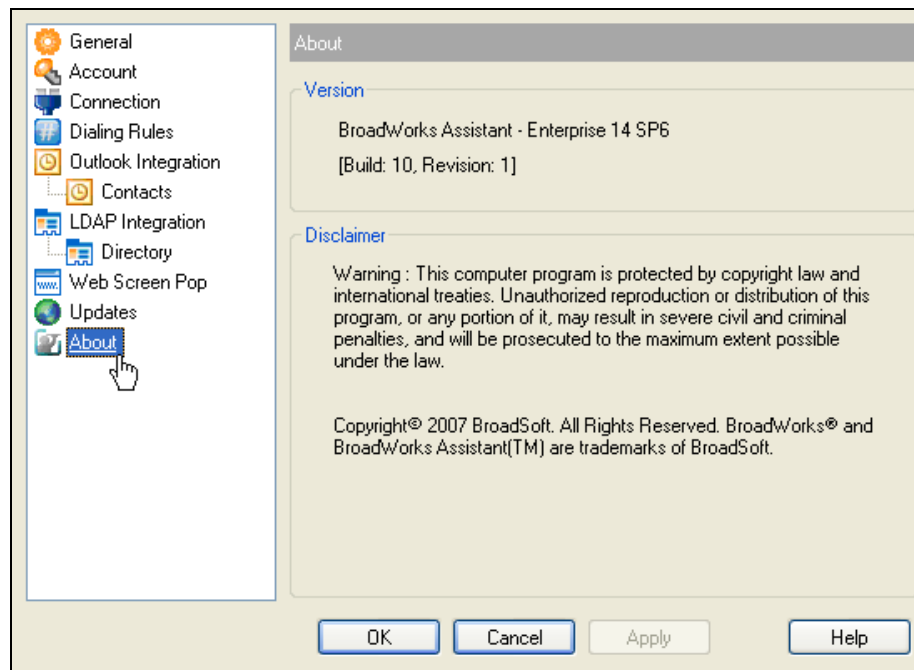 General
Account
Connection
Dialing Rules
Outlook Integration
Contacts
LDAP Integration
Directory
www.
Web Screen Pop
Updates
About
About
Version
BroadWorks Assistant - Enterprise 14 SP6
[Build: 10, Revision: 1]
Disclaimer
Warning : This computer program is protected by copyright law and
international treaties. Unauthorized reproduction or distribution of this
program, or any portion of it, may result in severe civil and criminal
penalties, and will be prosecuted to the maximum extent possible
under the law.
Copyright© 2007 BroadSoft. All Rights Reserved. BroadWorks® and
BroadWorks Assistant(TM) are trademarks of BroadSoft.
OK
Cancel
Apply
Help